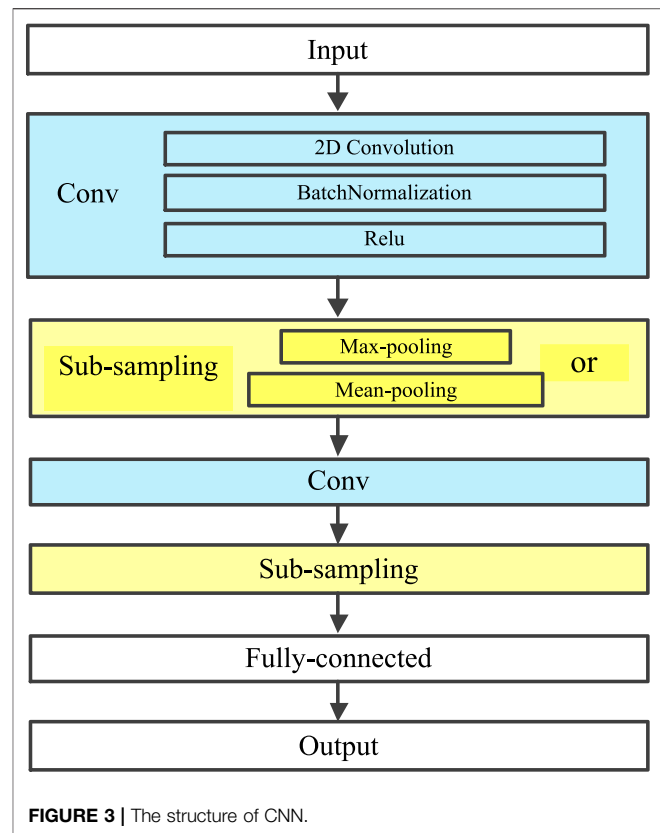 Input
2D Convolution
Conv
BatchNormalization
Relu
Max-pooling
or
Sub-sampling
Mean-pooling
Conv
Sub-sampling
Fully-connected
Output
FIGURE 3 | The structure of CNN.